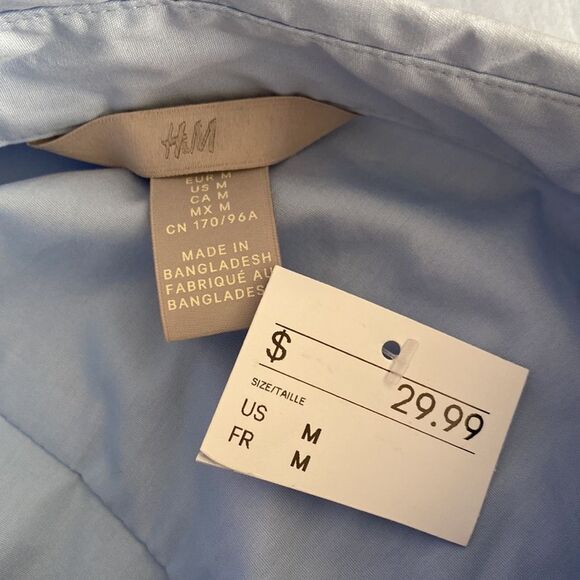 H&M
EUR M
US M
CA M
MX M
CN 170/96A
MADE IN
BANGLADESH
FABRIQUÉ AU
BANGLADES
$ 29.99
SIZE/TAILLE
US M
FR M